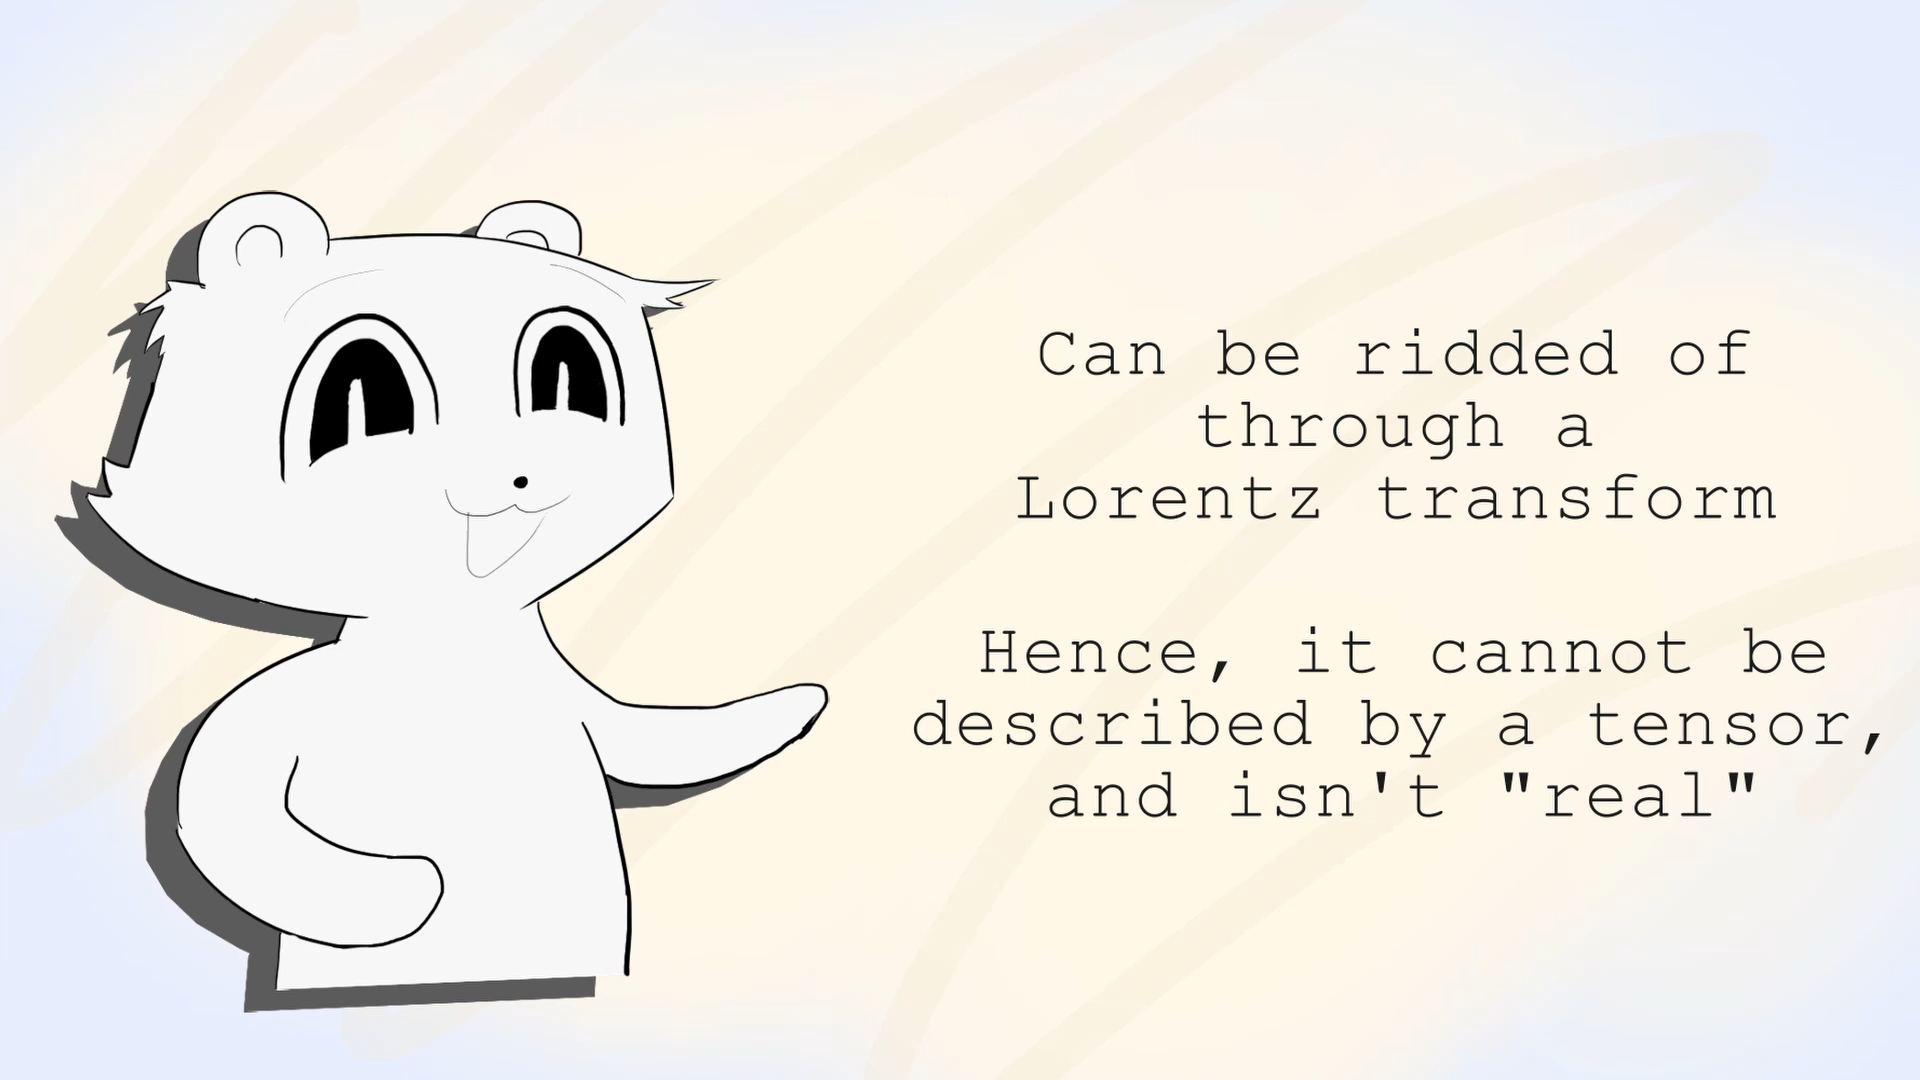 Can be ridded of
through a
Lorentz transform
Hence, it cannot be
described by a tensor,
and isn't "real"